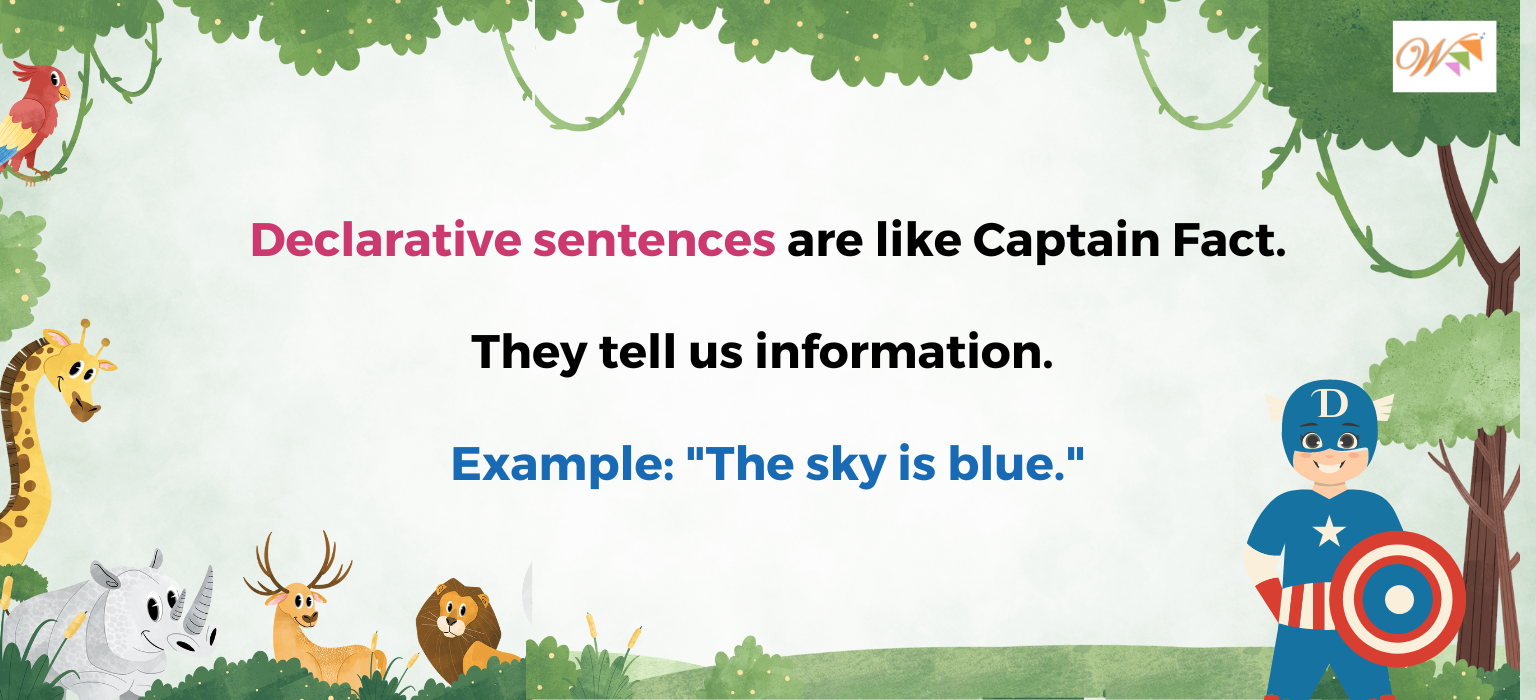 W
Declarative sentences are like Captain Fact.
They tell us information.
Example: "The sky is blue."
D